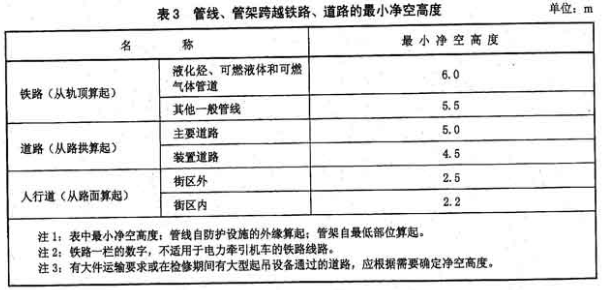 表3 管线、管架跨越铁路、道路的最小净空高度 单位：m
名 称 最小净空高度
铁路（从轨顶算起） 液化烃、可燃液体和可燃气体管道 6.0
其他一般管线 5.5
道路（从路拱算起） 主要道路 5.0
装置道路 4.5
人行道（从路面算起） 街区外 2.5
街区内 2.2
注1：表中最小净空高度：管线自防护设施的外缘算起；管架自最低部位算起。
注2：铁路一栏的数字，不适用于电力牵引机车的铁路线路。
注3：有大件运输要求或在检修期间有大型起吊设备通过的道路，应根据需要确定净空高度。